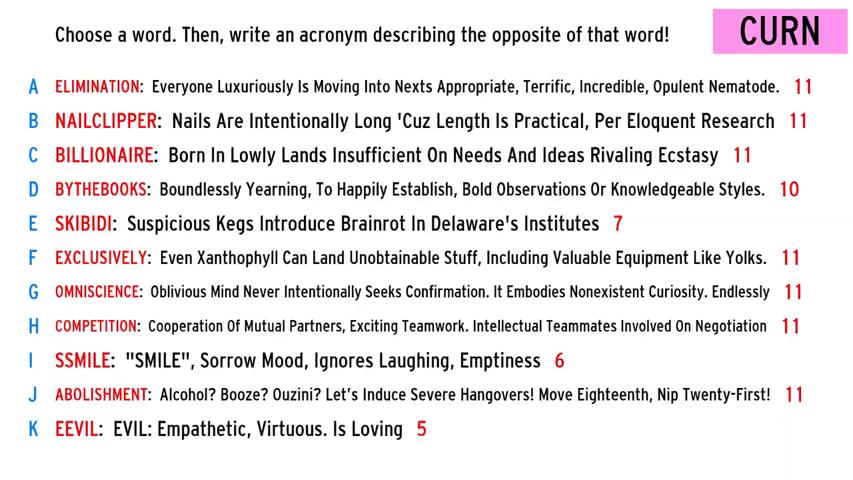 Choose a word. Then, write an acronym describing the opposite of that word!
CURN
A ELIMINATION: Everyone Luxuriously Is Moving Into Nexts Appropriate, Terrific, Incredible, Opulent Nematode. 11
B NAILCLIPPER: Nails Are Intentionally Long 'Cuz Length Is Practical, Per Eloquent Research 11
C BILLIONAIRE: Born In Lowly Lands Insufficient On Needs And Ideas Rivaling Ecstasy 11
D BYTHEBOOKS: Boundlessly Yearning, To Happily Establish, Bold Observations Or Knowledgeable Styles. 10
E SKIBIDI: Suspicious Kegs Introduce Brainrot In Delaware's Institutes 7
F EXCLUSIVELY: Even Xanthophyll Can Land Unobtainable Stuff, Including Valuable Equipment Like Yolks. 11
G OMNISCIENCE: Oblivious Mind Never Intentionally Seeks Confirmation. It Embodies Nonexistent Curiosity. Endlessly 11
H COMPETITION: Cooperation Of Mutual Partners, Exciting Teamwork. Intellectual Teammates Involved On Negotiation 11
I SSMILE: "SMILE", Sorrow Mood, Ignores Laughing, Emptiness 6
J ABOLISHMENT: Alcohol? Booze? Ouzini? Let's Induce Severe Hangovers! Move Eighteenth, Nip Twenty-First! 11
K EEVIL: EVIL: Empathetic, Virtuous. Is Loving 5